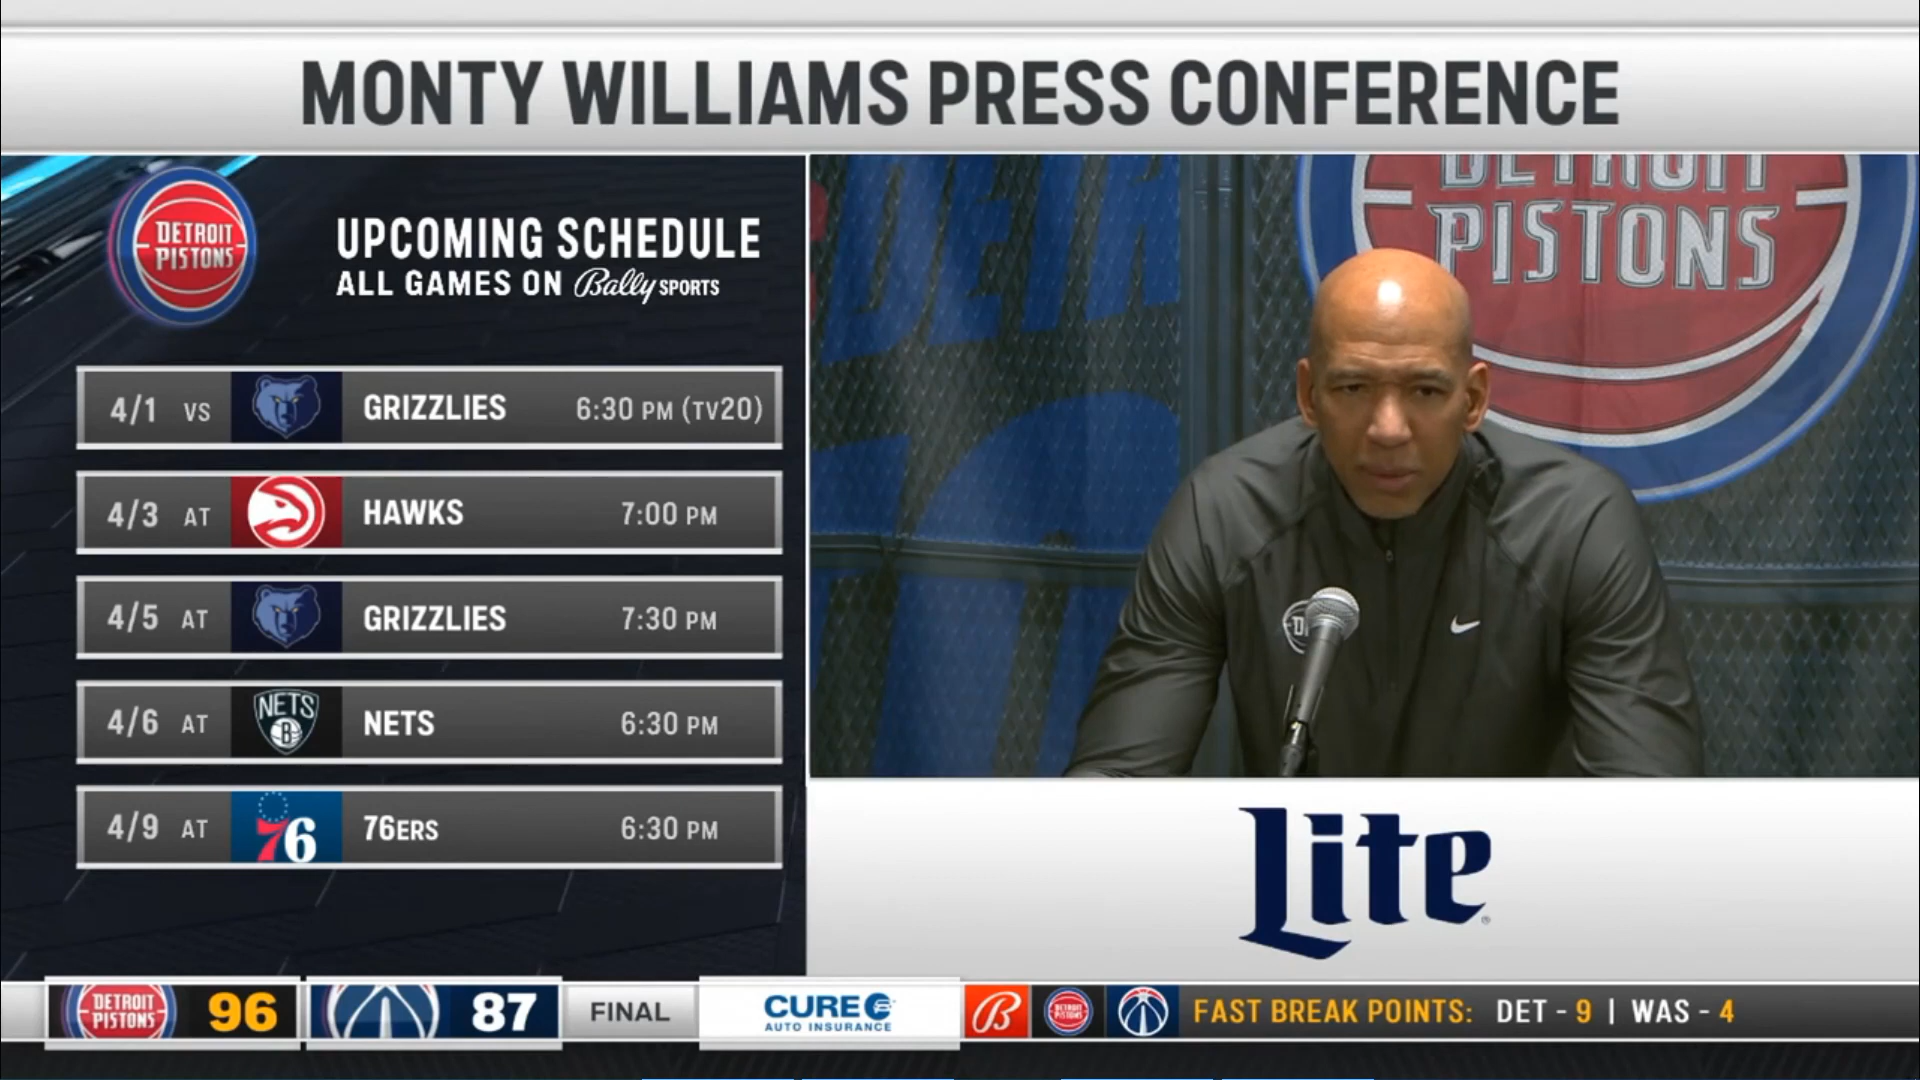 MONTY WILLIAMS PRESS CONFERENCE
DETROIT
PISTONS
UPCOMING SCHEDULE
ALL GAMES ON Bally SPORTS
4/1 VS GRIZZLIES 6:30 PM (TV20)
4/3 AT HAWKS 7:00 PM
4/5 AT GRIZZLIES 7:30 PM
4/6 AT NETS NETS 6:30 PM
4/9 AT 76 76ERS 6:30 PM
DETROIT
PISTONS
Lite
DETROIT
PISTONS
96
87
FINAL
CURE
AUTO INSURANCE
B
DETROIT
PISTONS
FAST BREAK POINTS: DET - 9 | WAS - 4